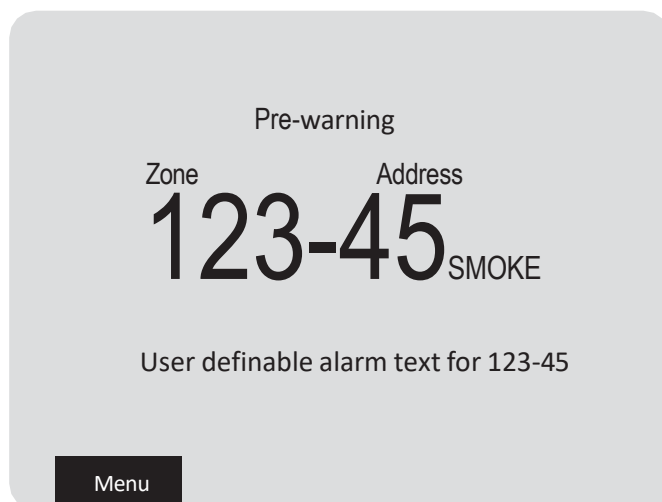 Pre-warning
Zone Address
123-45 SMOKE
User definable alarm text for 123-45
Menu